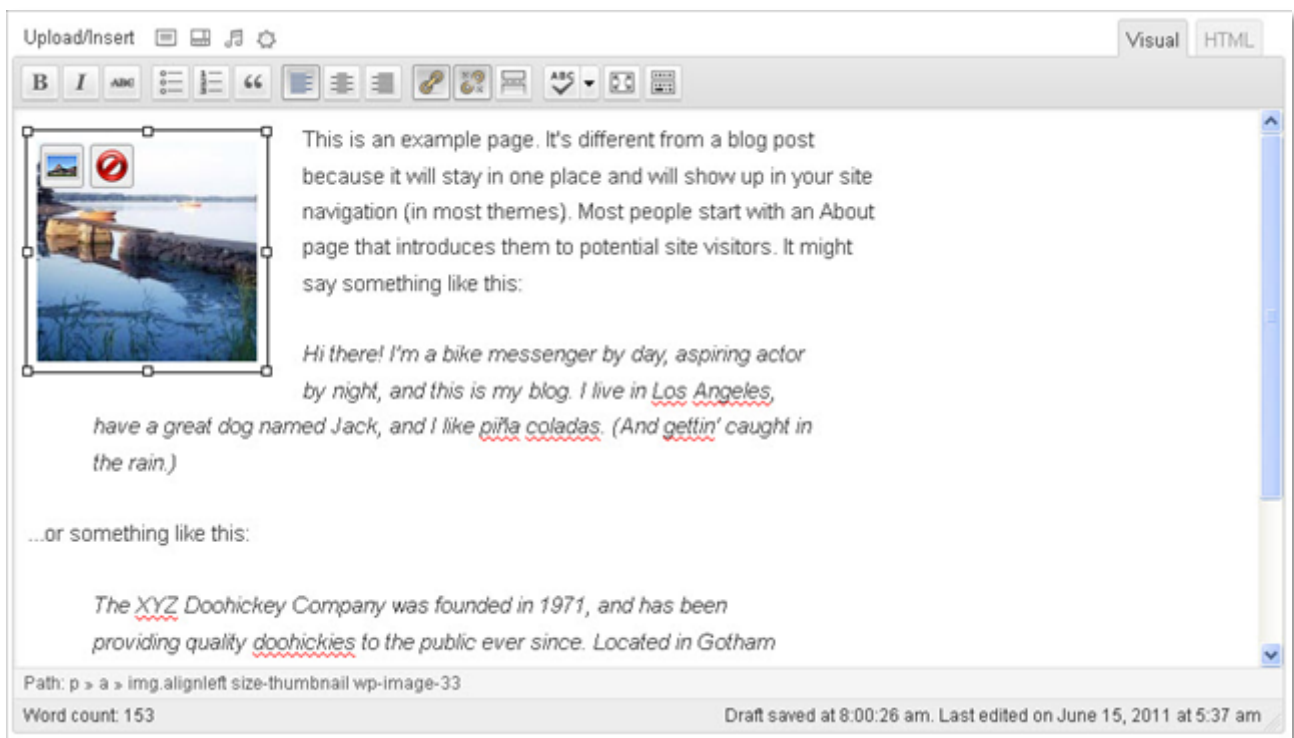 Upload/Insert
Visual
HTML
B I ABC ABC
This is an example page. It's different from a blog post
because it will stay in one place and will show up in your site
navigation (in most themes). Most people start with an About
page that introduces them to potential site visitors. It might
say something like this:
Hi there! I'm a bike messenger by day, aspiring actor
by night, and this is my blog. I live in Los Angeles,
have a great dog named Jack, and I like piña coladas. (And gettin' caught in
the rain.)
...or something like this:
The XYZ Doohickey Company was founded in 1971, and has been
providing quality doohickies to the public ever since. Located in Gotham
Path: p » a » img.alignleft size-thumbnail wp-image-33
Word count: 153
Draft saved at 8:00:26 am. Last edited on June 15, 2011 at 5:37 am